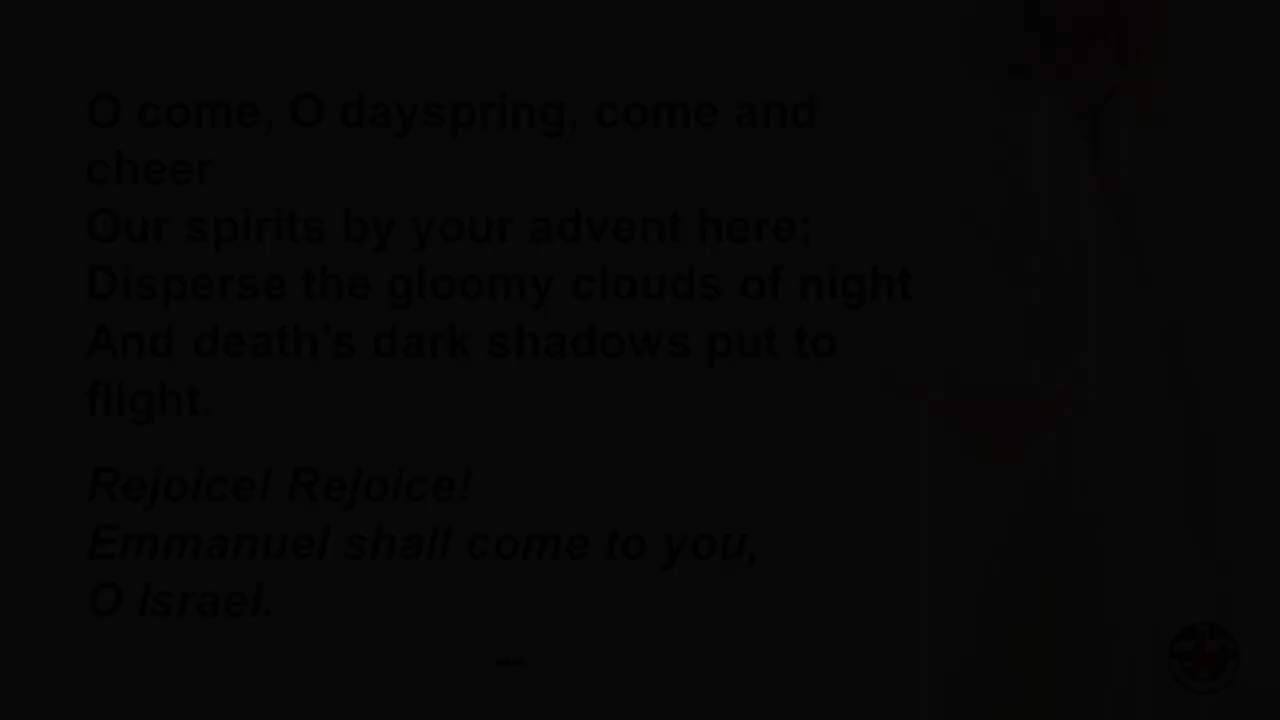 O come, O dayspring, come and
cheer
Our spirits by your advent here;
Disperse the gloomy clouds of night
And death's dark shadows put to
flight.
Rejoice! Rejoice!
Emmanuel shall come to you,
O Israel.